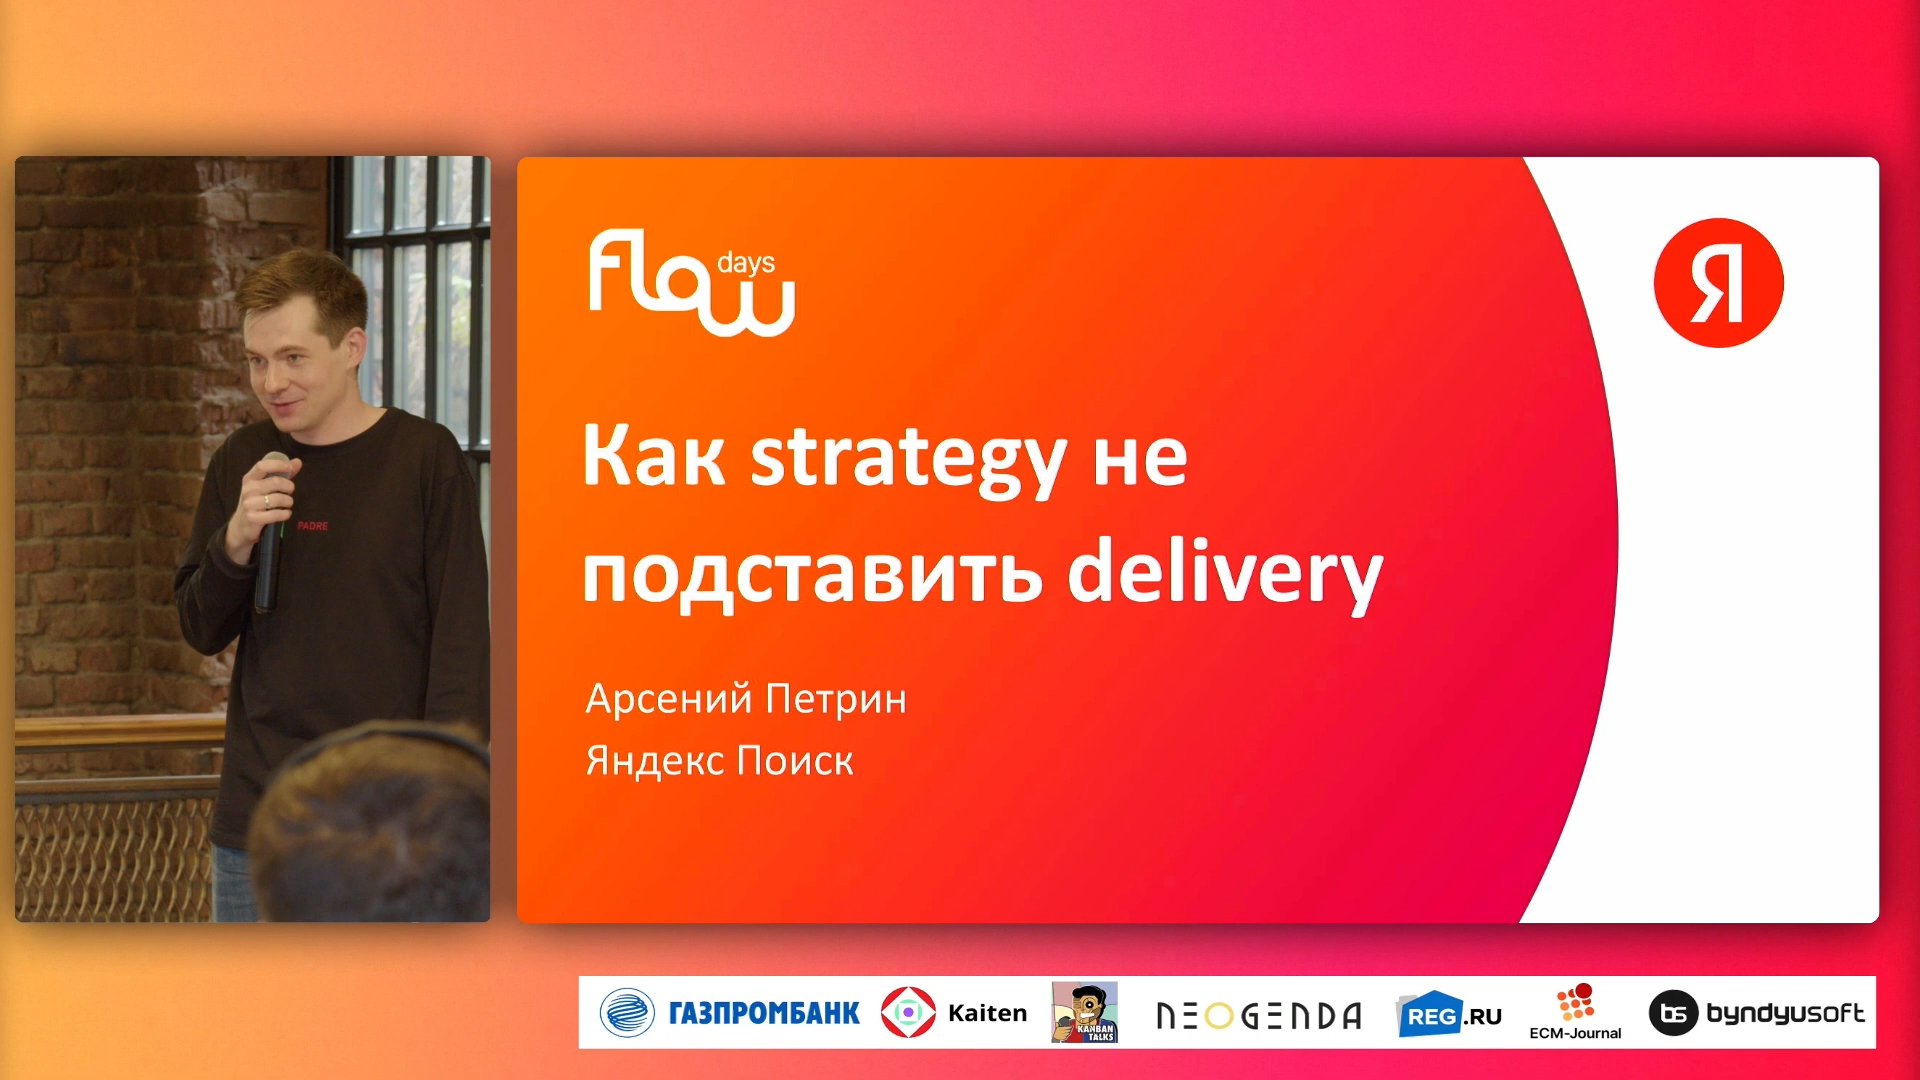 PADRE
flow days
Я
Как strategy не
подставить delivery
Арсений Петрин
Яндекс Поиск
ГАЗПРОМБАНК
Kaiten
KANBAN
TALKS
NEOGENDA
REG.RU
ECM-Journal
bs byndyusoft